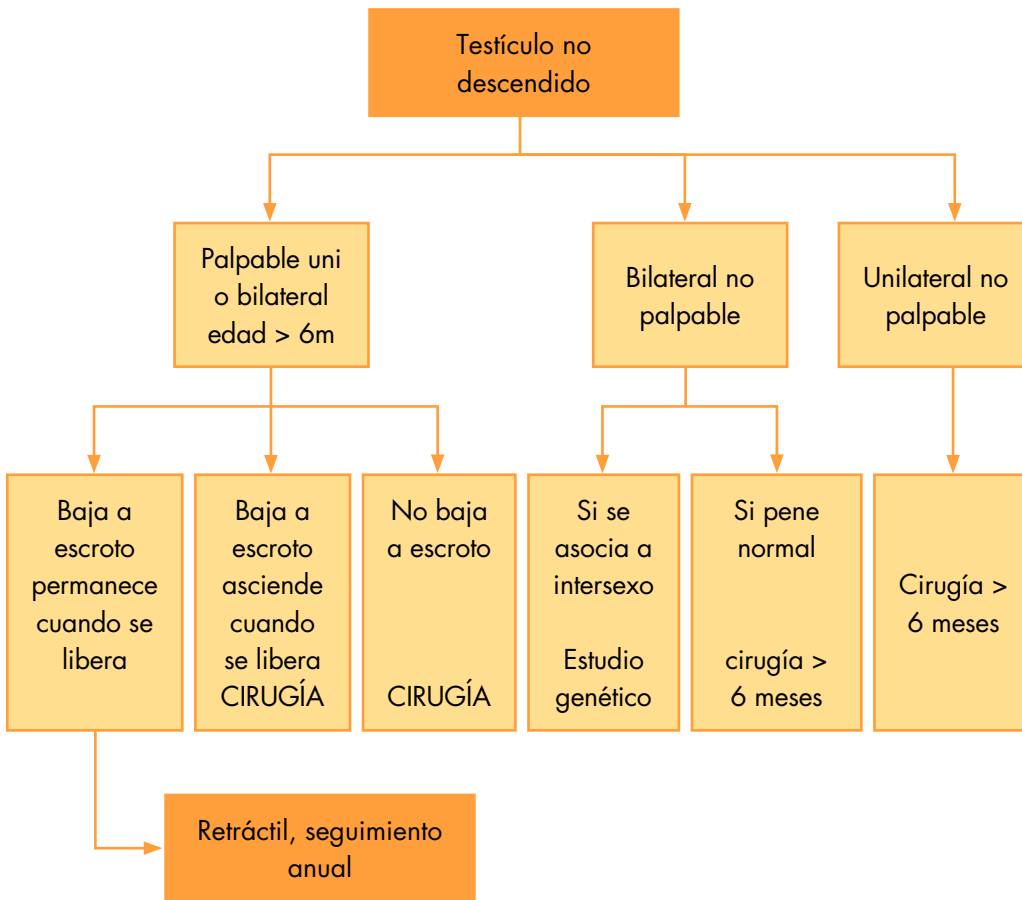 Testículo no
descendido
Palpable uni
o bilateral
edad > 6m
Bilateral no
palpable
Unilateral no
palpable
Baja a
escroto
permanece
cuando se
libera
Baja a
escroto
asciende
cuando
se libera
CIRUGÍA
No baja
a escroto
CIRUGÍA
Si se
asocia a
intersexo
Estudio
genético
Si pene
normal
cirugía >
6 meses
Cirugía >
6 meses
Retráctil, seguimiento
anual